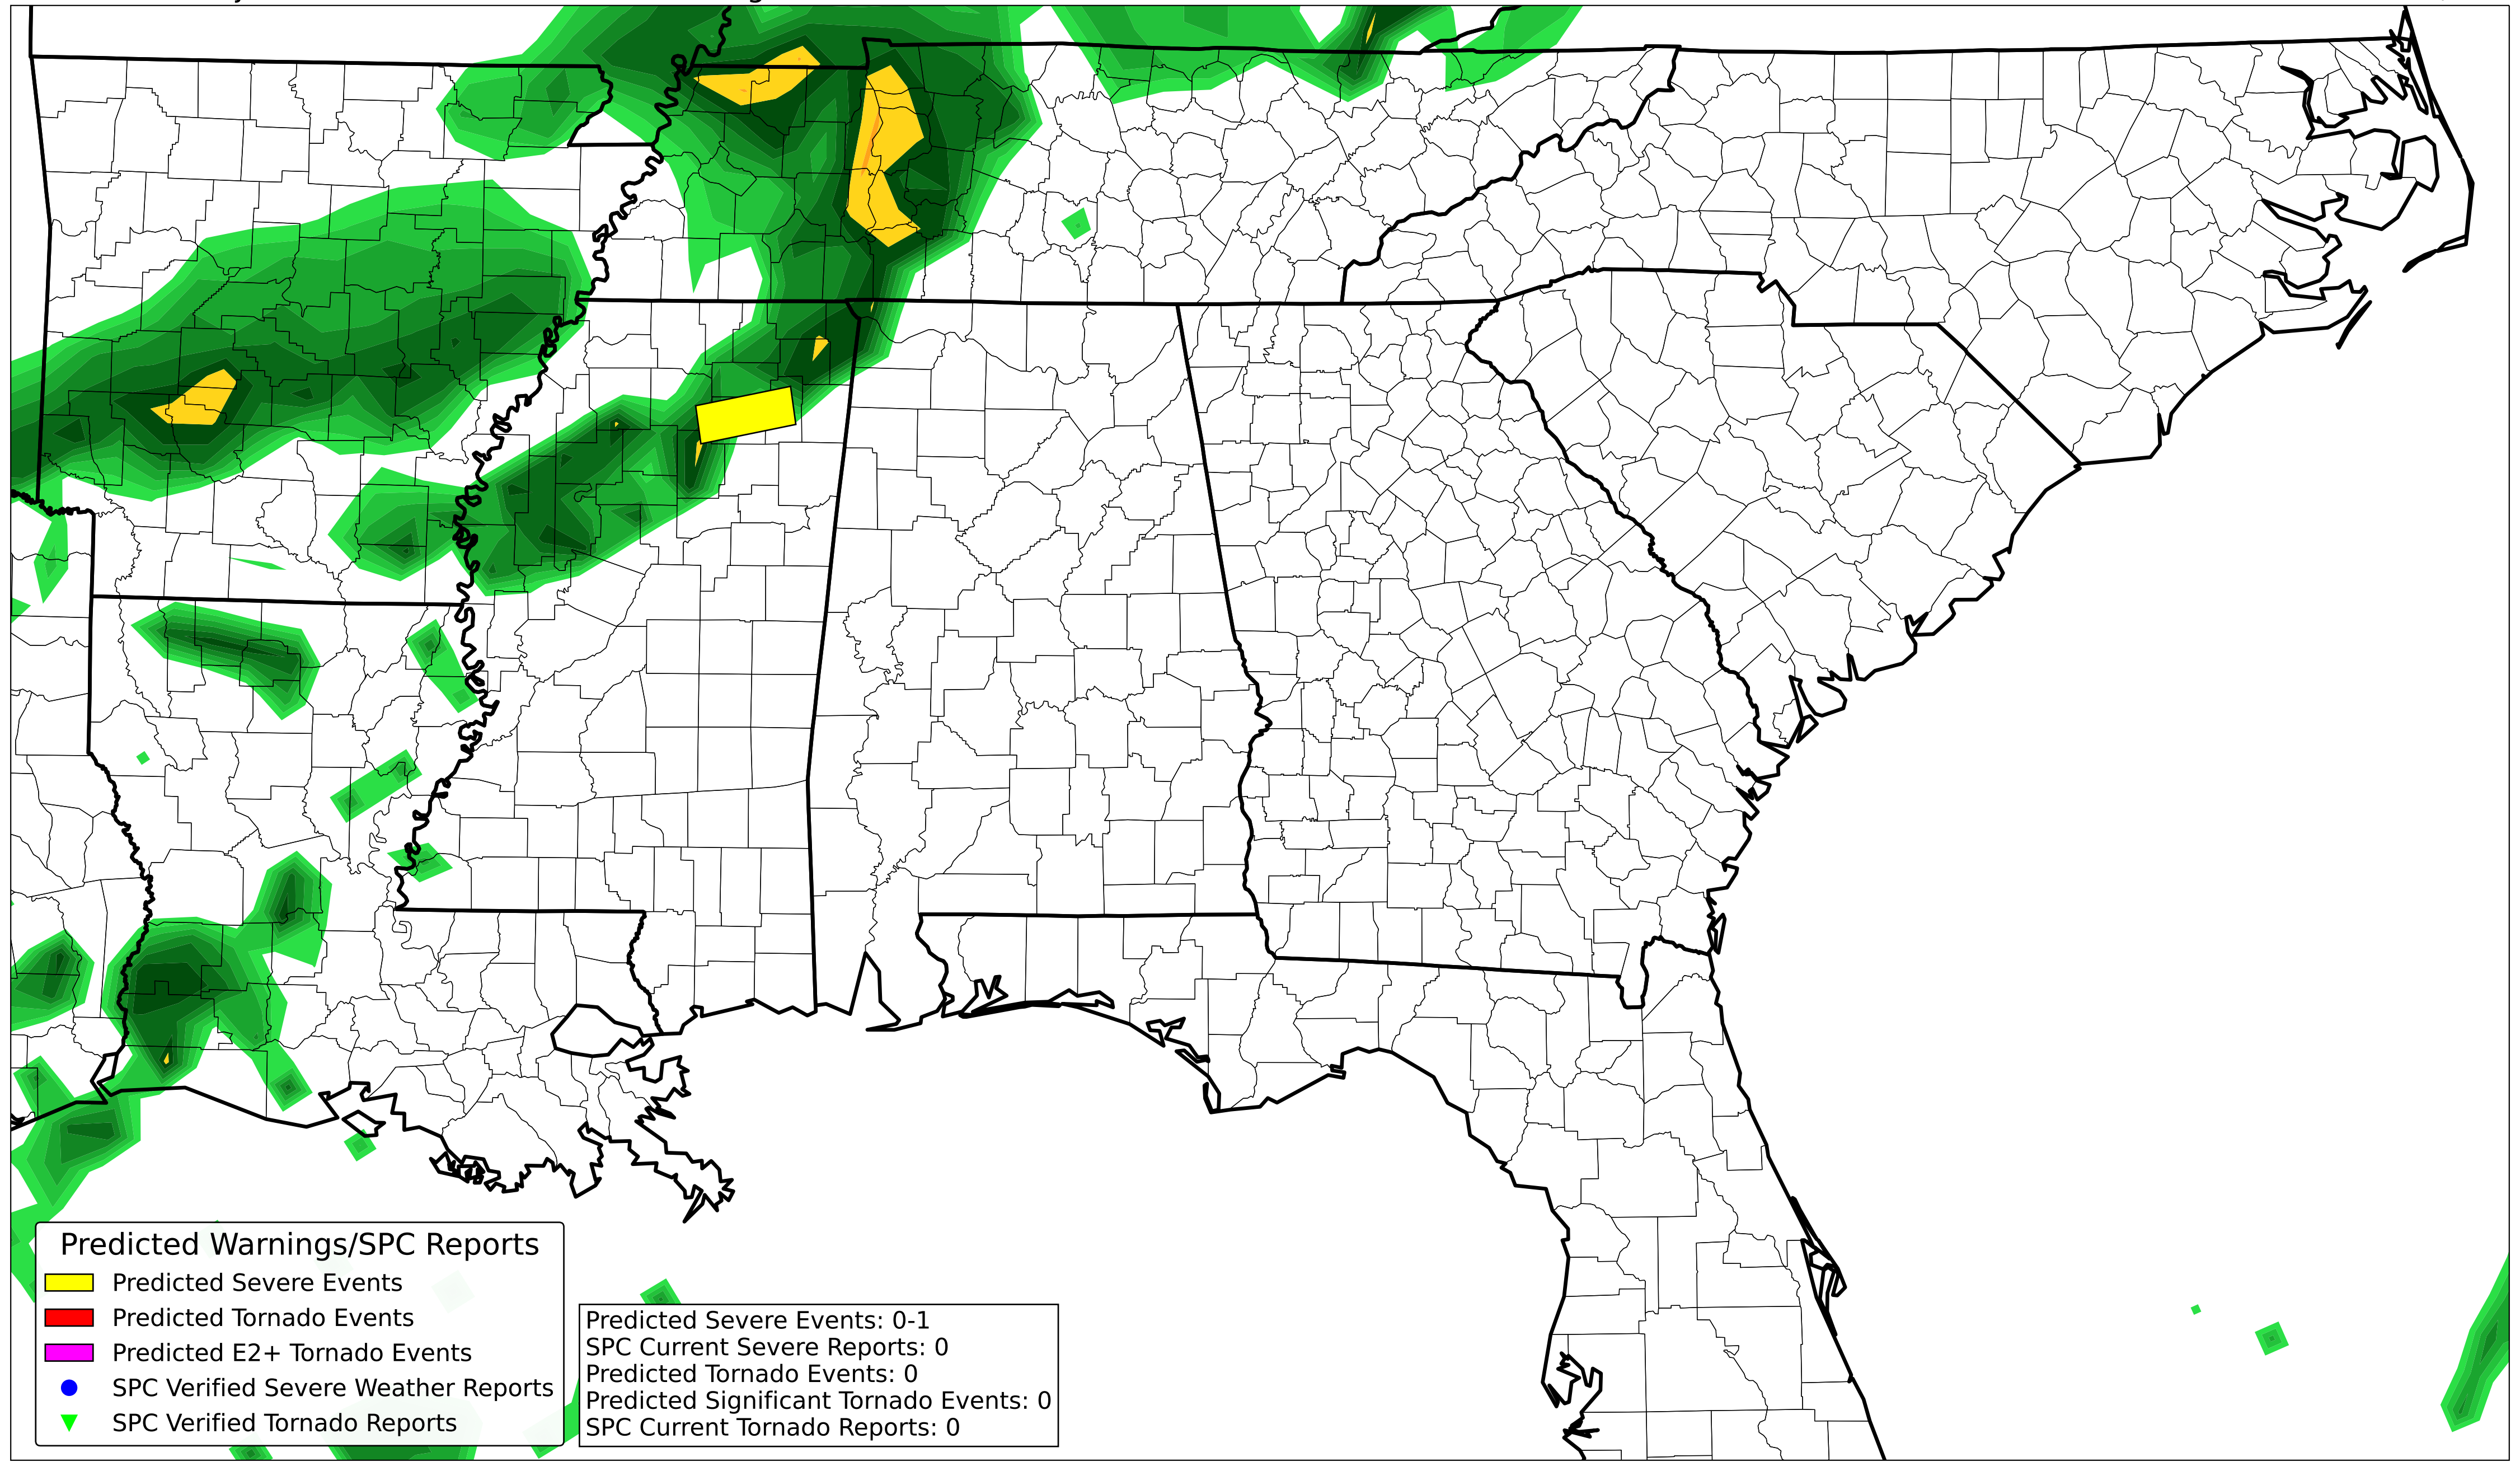 Predicted Warnings/SPC Reports
Predicted Severe Events
Predicted Tornado Events
Predicted E2+ Tornado Events
SPC Verified Severe Weather Reports
SPC Verified Tornado Reports
Predicted Severe Events: 0-1
SPC Current Severe Reports: 0
Predicted Tornado Events: 0
Predicted Significant Tornado Events: 0
SPC Current Tornado Reports: 0